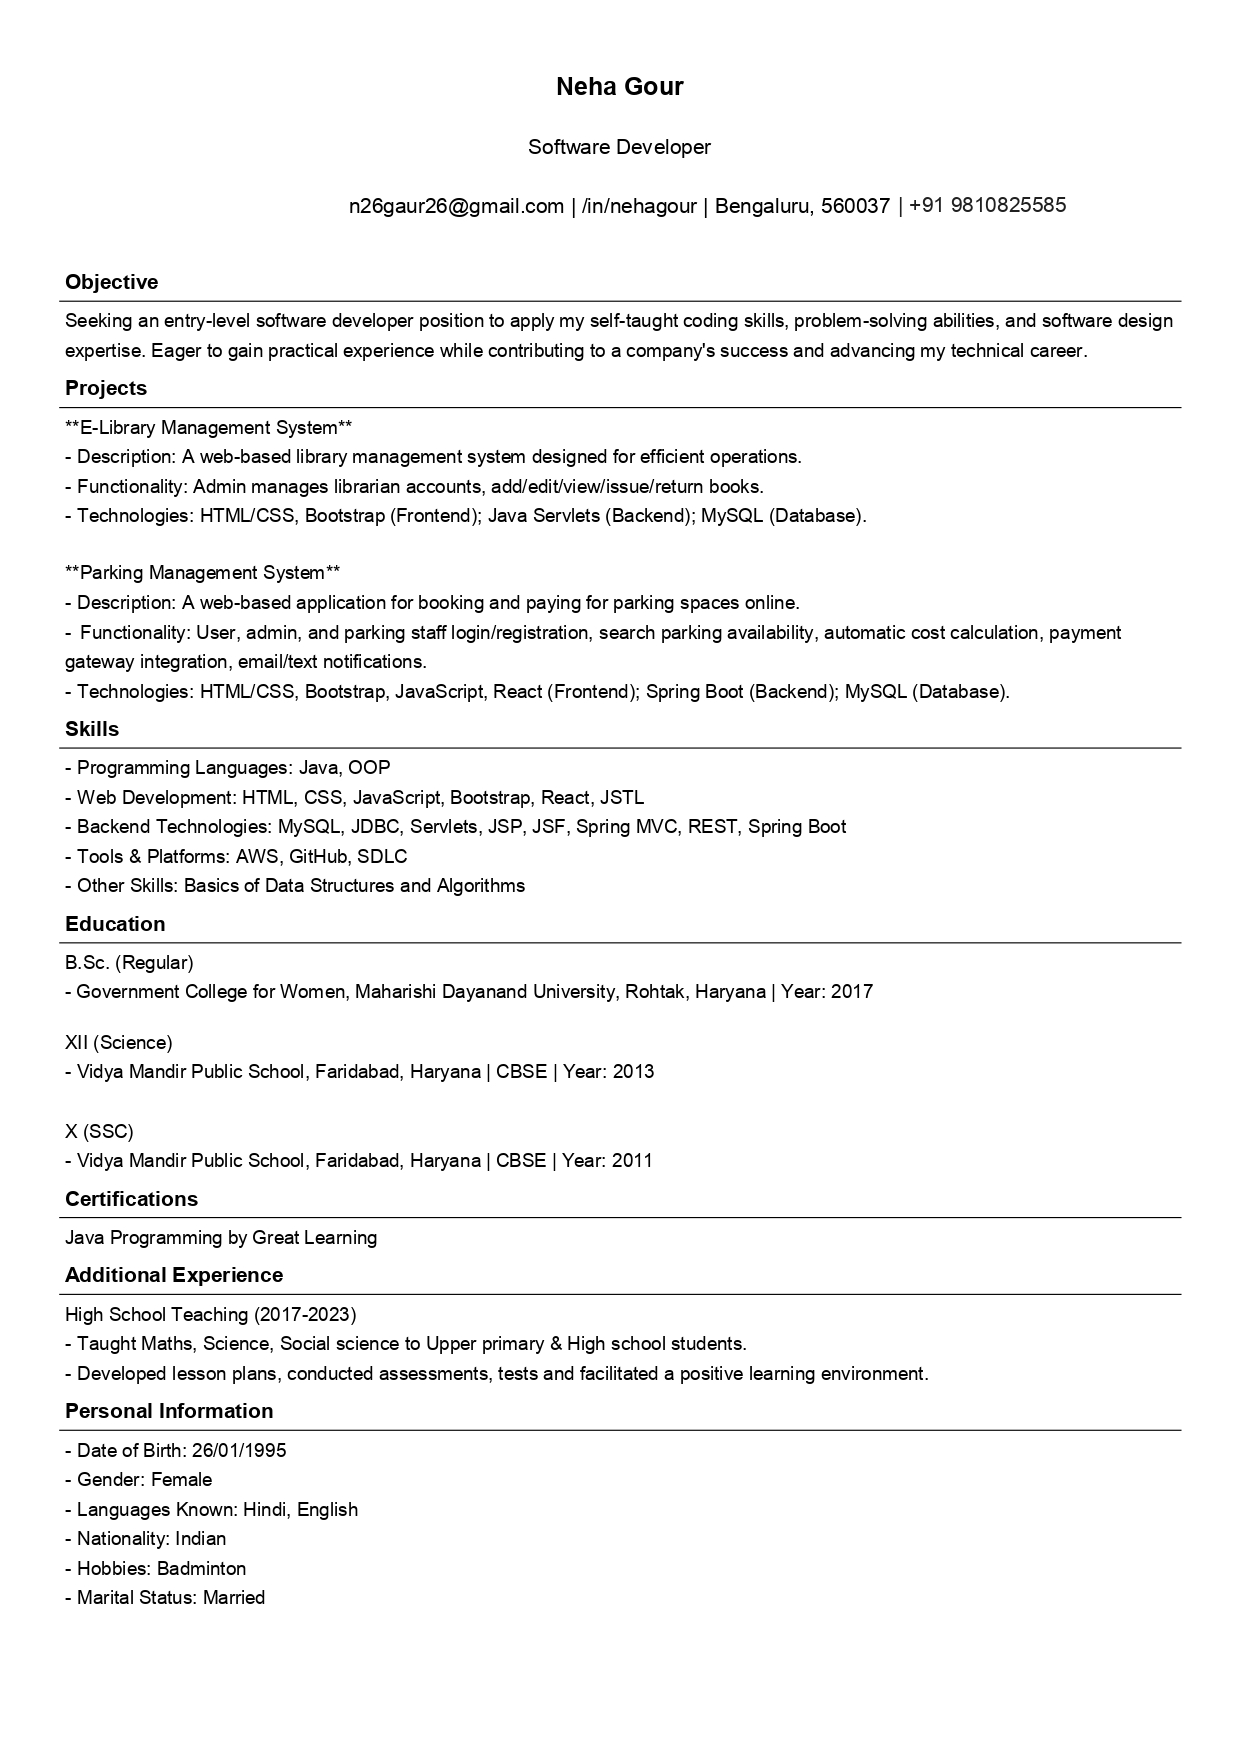 Neha Gour
Software Developer
n26gaur26@gmail.com | /in/nehagour | Bengaluru, 560037 | +91 9810825585
Objective
Seeking an entry-level software developer position to apply my self-taught coding skills, problem-solving abilities, and software design
expertise. Eager to gain practical experience while contributing to a company's success and advancing my technical career.
Projects
**E-Library Management System**
- Description: A web-based library management system designed for efficient operations.
- Functionality: Admin manages librarian accounts, add/edit/view/issue/return books.
- Technologies: HTML/CSS, Bootstrap (Frontend); Java Servlets (Backend); MySQL (Database).
**Parking Management System**
- Description: A web-based application for booking and paying for parking spaces online.
- Functionality: User, admin, and parking staff login/registration, search parking availability, automatic cost calculation, payment
gateway integration, email/text notifications.
- Technologies: HTML/CSS, Bootstrap, JavaScript, React (Frontend); Spring Boot (Backend); MySQL (Database).
Skills
- Programming Languages: Java, OOP
- Web Development: HTML, CSS, JavaScript, Bootstrap, React, JSTL
- Backend Technologies: MySQL, JDBC, Servlets, JSP, JSF, Spring MVC, REST, Spring Boot
- Tools & Platforms: AWS, GitHub, SDLC
- Other Skills: Basics of Data Structures and Algorithms
Education
B.Sc. (Regular)
- Government College for Women, Maharishi Dayanand University, Rohtak, Haryana | Year: 2017
XII (Science)
- Vidya Mandir Public School, Faridabad, Haryana | CBSE | Year: 2013
X (SSC)
- Vidya Mandir Public School, Faridabad, Haryana | CBSE | Year: 2011
Certifications
Java Programming by Great Learning
Additional Experience
High School Teaching (2017-2023)
- Taught Maths, Science, Social science to Upper primary & High school students.
- Developed lesson plans, conducted assessments, tests and facilitated a positive learning environment.
Personal Information
- Date of Birth: 26/01/1995
- Gender: Female
- Languages Known: Hindi, English
- Nationality: Indian
- Hobbies: Badminton
- Marital Status: Married